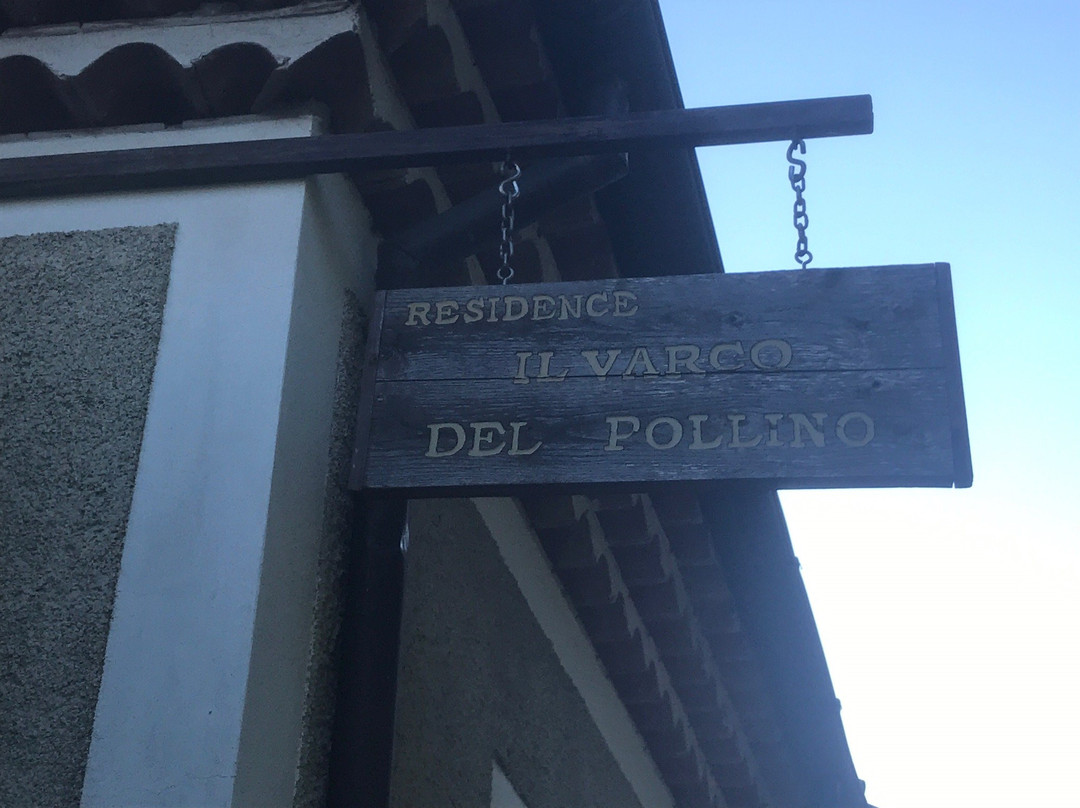 RESIDENCE
IL VARCO
DEL POLLINO